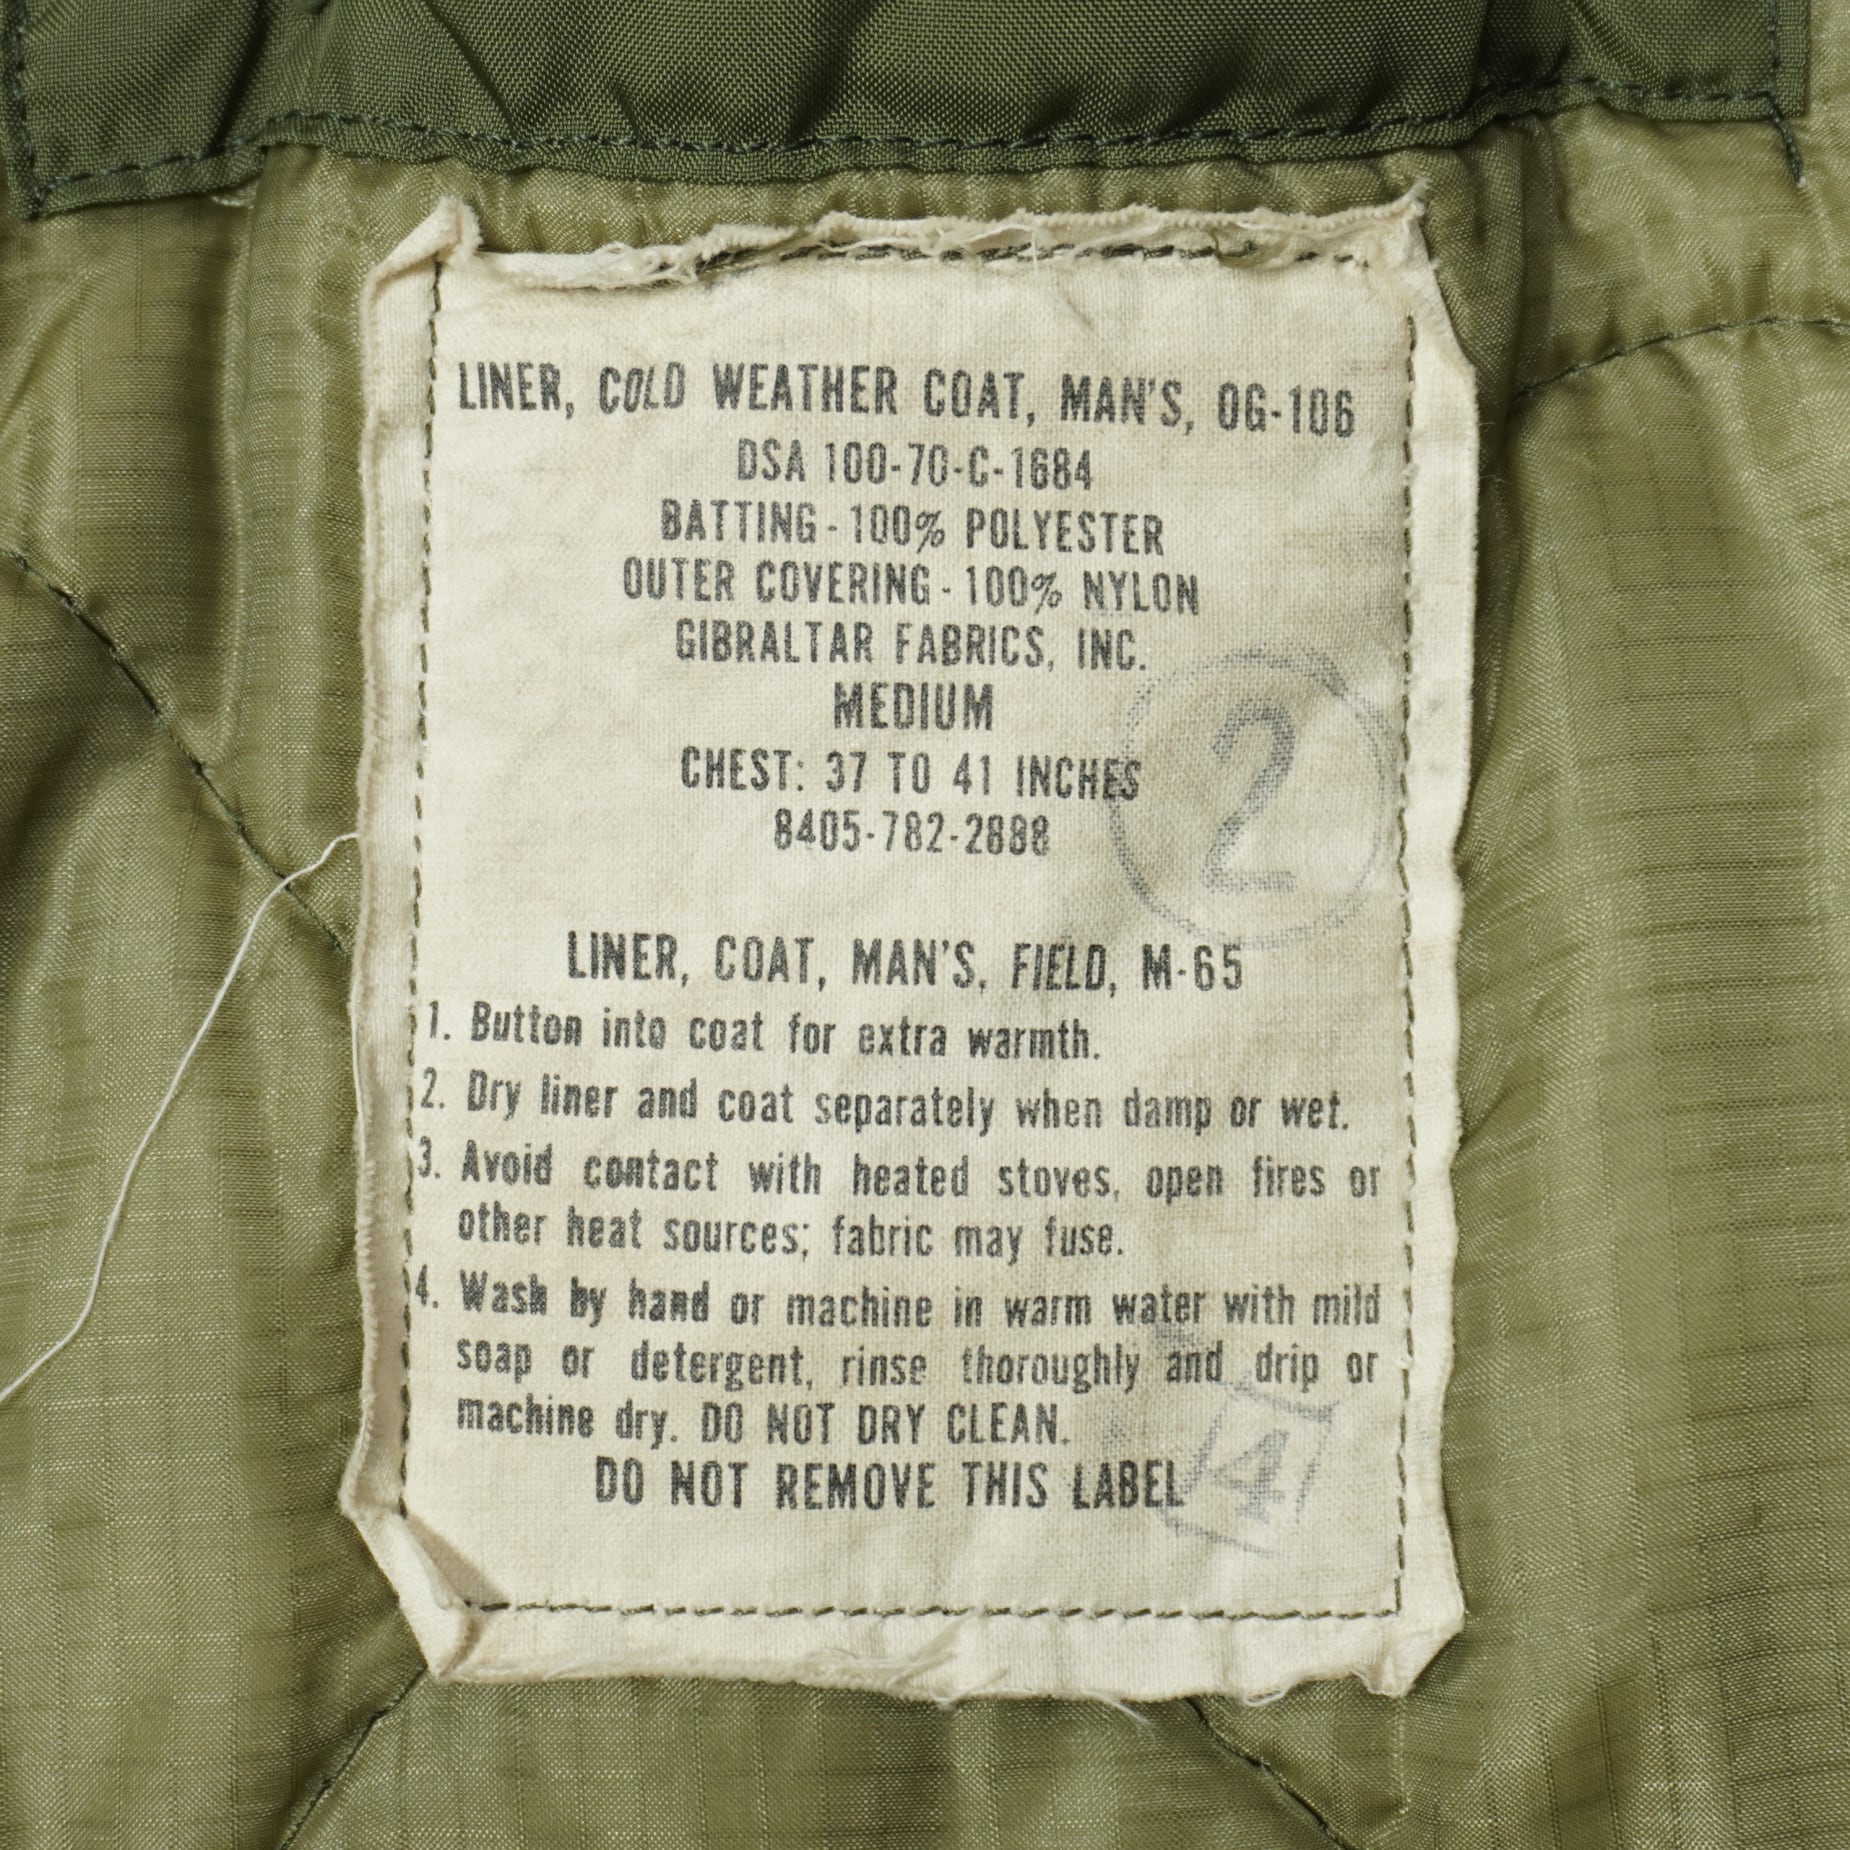 LINER, COLD WEATHER COAT, MAN'S, OG-106
DSA 100-70-C-1684
BATTING - 100% POLYESTER
OUTER COVERING - 100% NYLON
GIBRALTAR FABRICS, INC.
MEDIUM
CHEST: 37 TO 41 INCHES
8405-782-2888
2
LINER, COAT, MAN'S, FIELD, M-65
1. Button into coat for extra warmth.
2. Dry liner and coat separately when damp or wet.
3. Avoid contact with heated stoves, open fires or
other heat sources; fabric may fuse.
4. Wash by hand or machine in warm water with mild
soap or detergent, rinse thoroughly and drip or
machine dry. DO NOT DRY CLEAN.
DO NOT REMOVE THIS LABEL
14